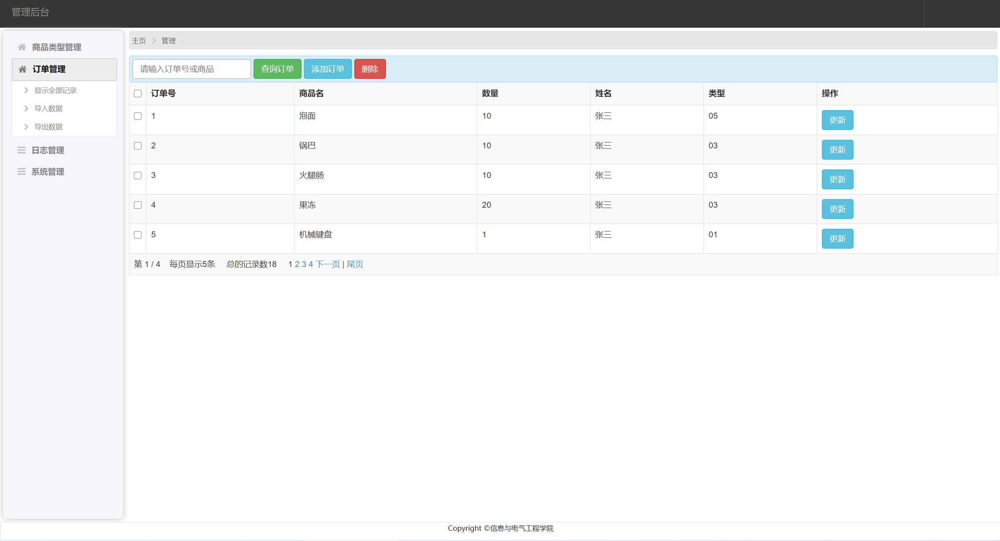 管理后台
商品类型管理
订单管理
显示全部记录
导入数据
导出数据
日志管理
系统管理
主页 管理
请输入订单号或商品 查询订单 添加订单 删除
订单号 商品名 数量 姓名 类型 操作
1 泡面 10 张三 05 更新
2 锅巴 10 张三 03 更新
3 火腿肠 10 张三 03 更新
4 果冻 20 张三 03 更新
5 机械键盘 1 张三 01 更新
第 1 / 4 每页显示5条 总的记录数18 1 2 3 4 下一页 | 尾页
Copyright ©信息与电气工程学院